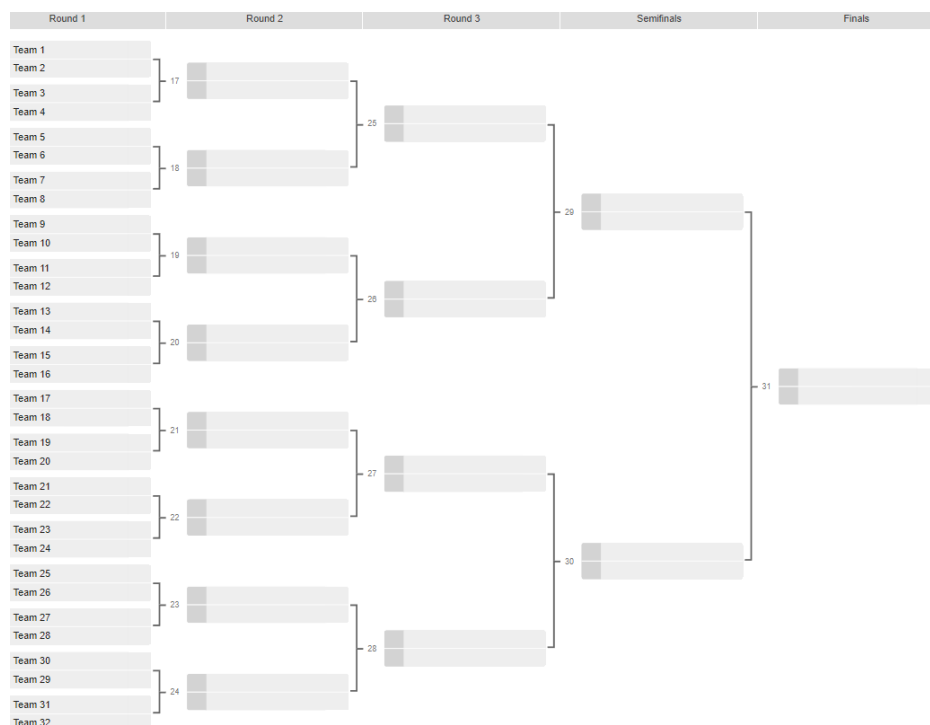 Round 1 Round 2 Round 3 Semifinals Finals
Team 1
Team 2
17
Team 3
Team 4
25
Team 5
Team 6
18
Team 7
Team 8
29
Team 9
Team 10
19
Team 11
Team 12
26
Team 13
Team 14
20
Team 15
Team 16
31
Team 17
Team 18
21
Team 19
Team 20
27
Team 21
Team 22
22
Team 23
Team 24
30
Team 25
Team 26
23
Team 27
Team 28
28
Team 30
Team 29
24
Team 31
Team 32